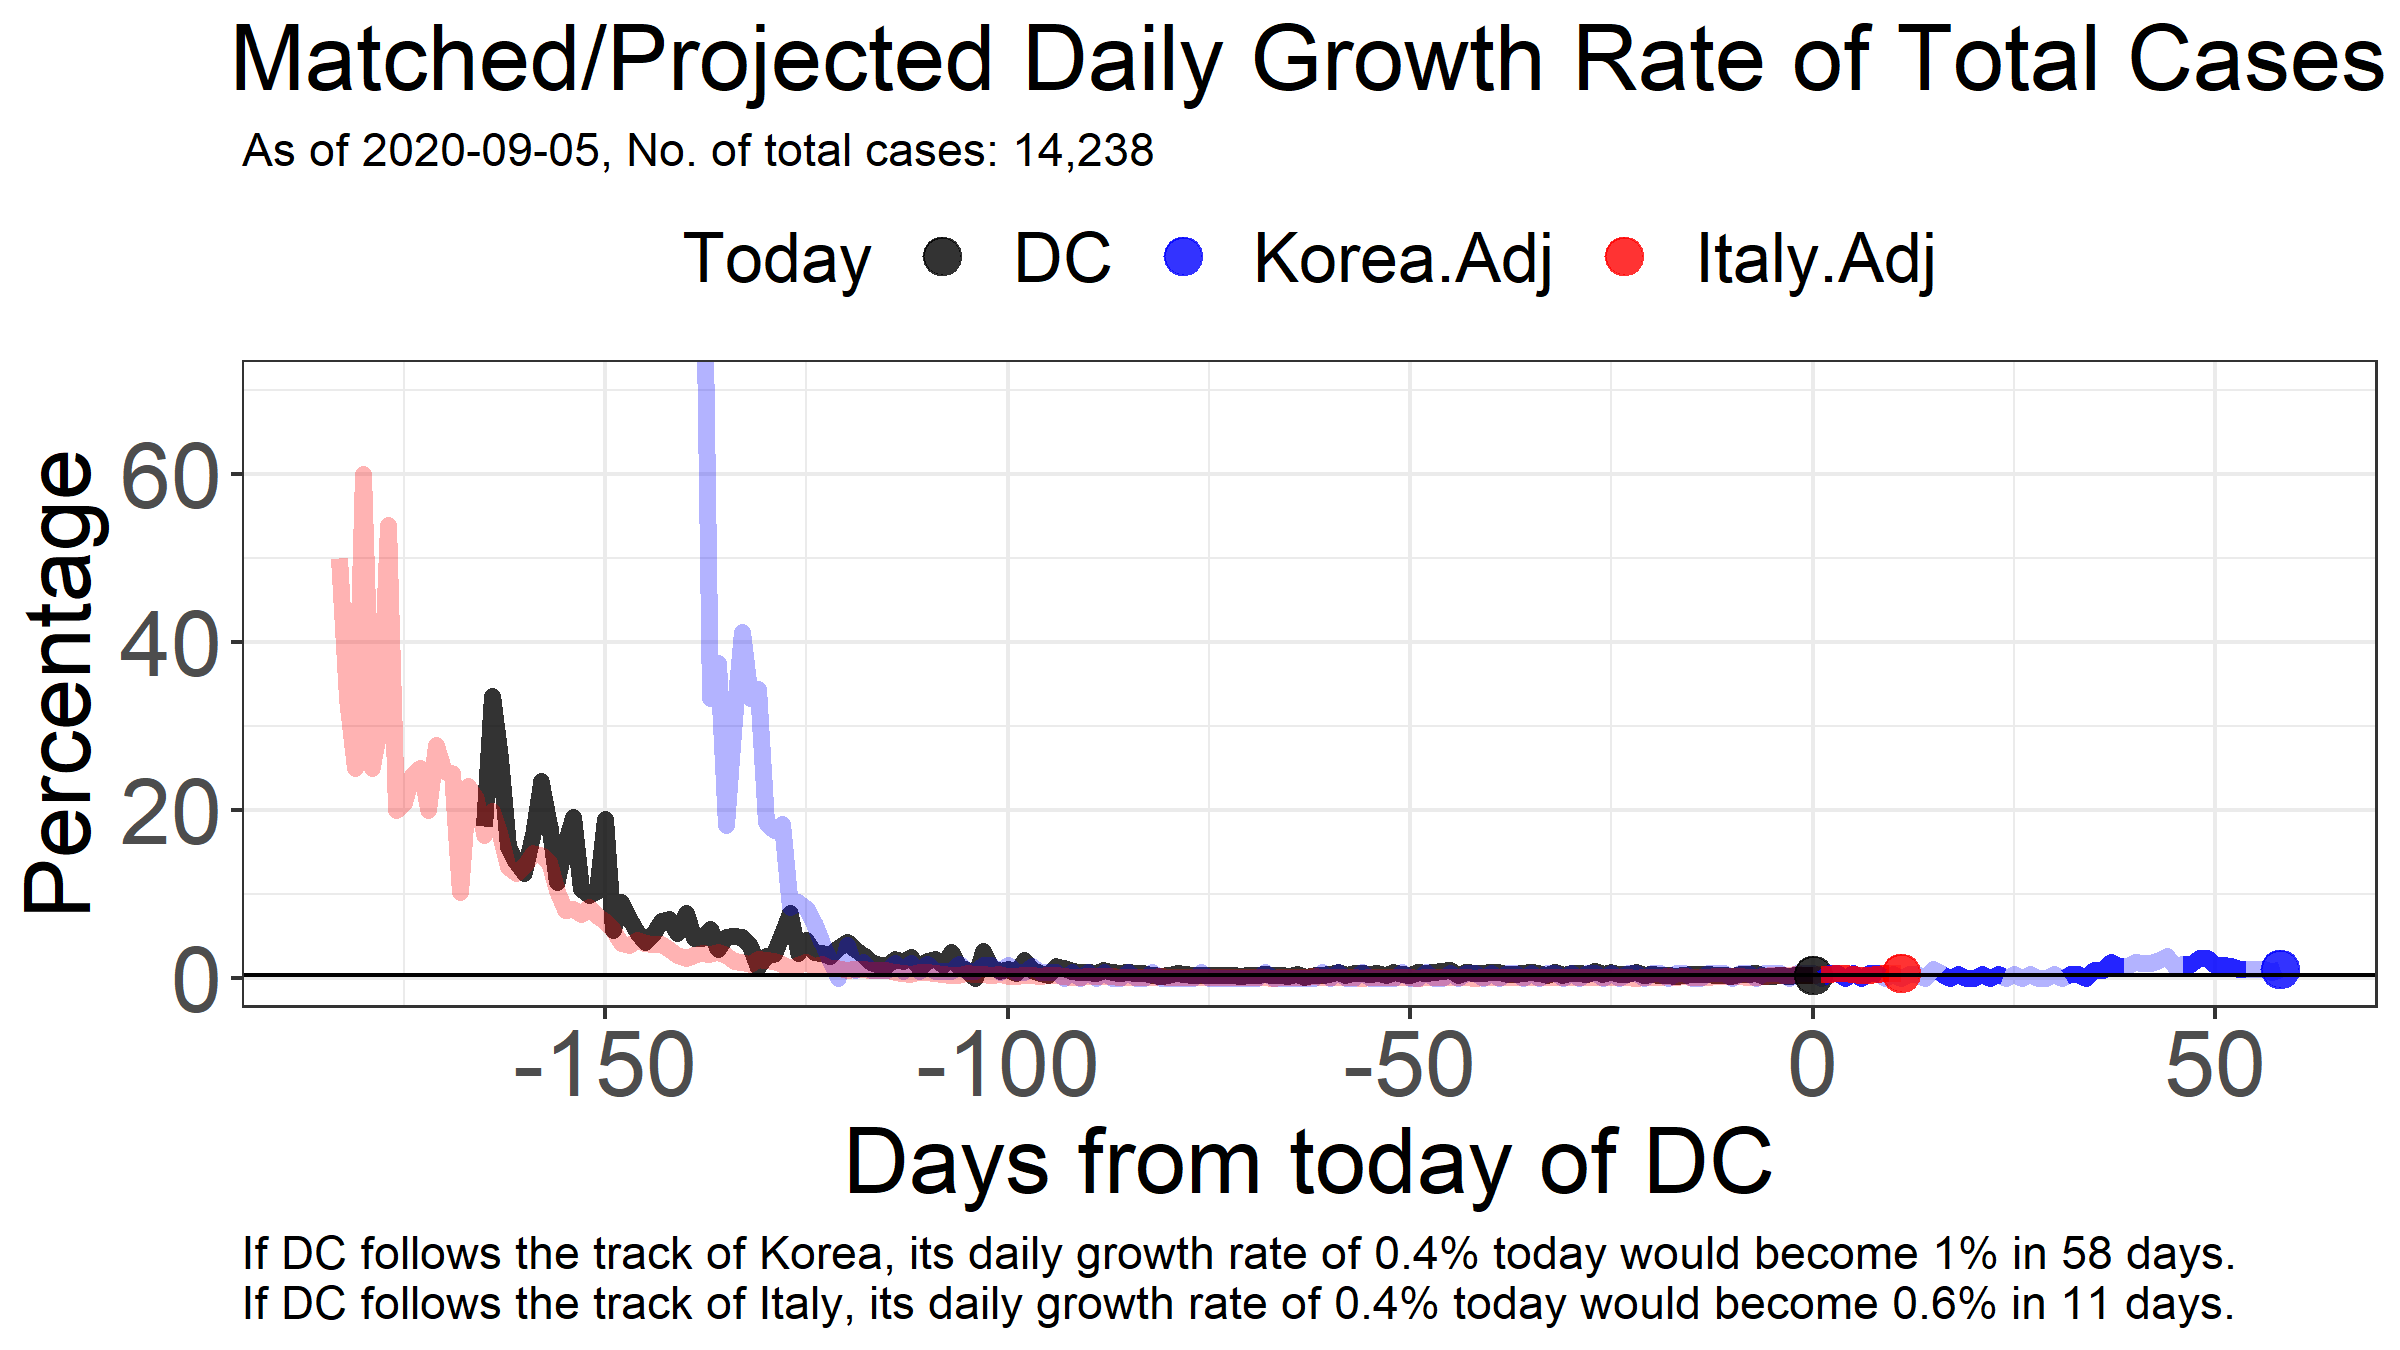 Matched/Projected Daily Growth Rate of Total Cases
As of 2020-09-05, No. of total cases: 14,238
Today DC Korea.Adj Italy.Adj
Percentage
60
40
20
0
-150 -100 -50 0 50
Days from today of DC
If DC follows the track of Korea, its daily growth rate of 0.4% today would become 1% in 58 days.
If DC follows the track of Italy, its daily growth rate of 0.4% today would become 0.6% in 11 days.